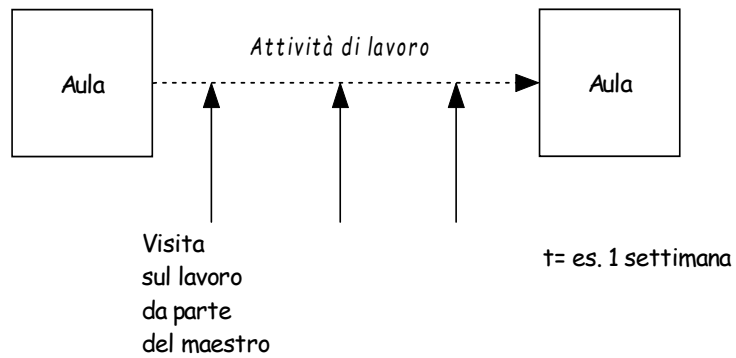 Attività di lavoro
Aula
Aula
Visita
sul lavoro
da parte
del maestro
t= es. 1 settimana